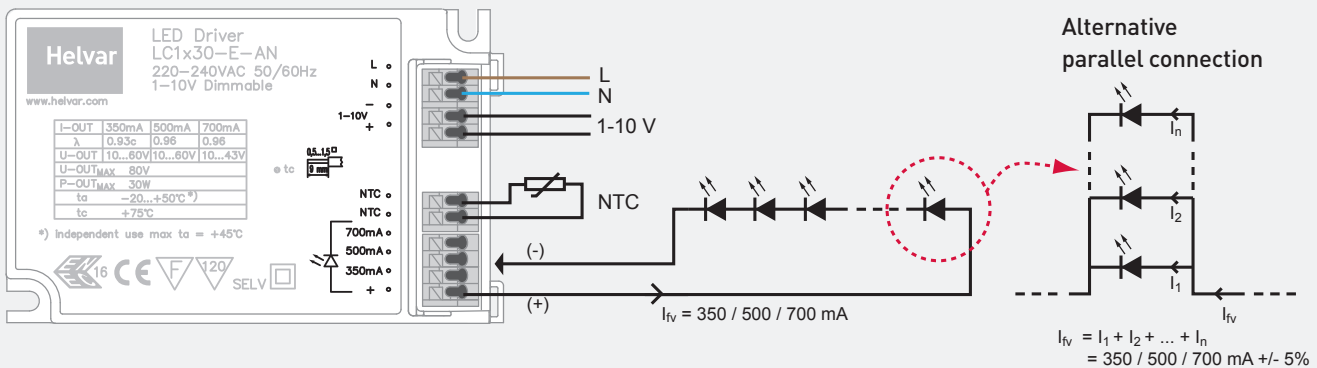 Helvar
www.helvar.com
LED Driver
LC1x30-E-AN
220-240VAC 50/60Hz
1-10V Dimmable
I-OUT 350mA 500mA 700mA
λ 0.93c 0.96 0.96
U-OUT 10...60V 10...60V 10...43V
U-OUTMAX 80V
P-OUTMAX 30W
ta -20...+50℃ *)
tc +75℃
*) Independent use max ta = +45℃
16 CE F 120 SELV
L
N
-
1-10V
+
0,5...1,5
9 mm
tc
NTC
NTC
700mA
500mA
350mA
+
L
N
1-10 V
NTC
(-)
(+)
Ifv = 350 / 500 / 700 mA
Alternative
parallel connection
In
I2
I1
Ifv
Ifv = I1 + I2 + ... + In
= 350 / 500 / 700 mA +/- 5%